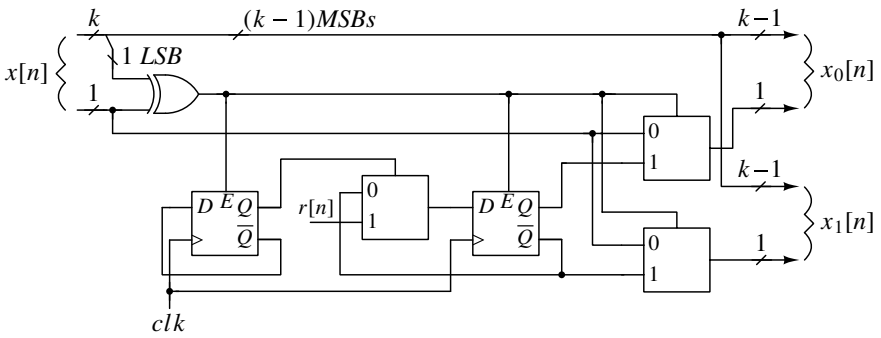 k
(k − 1)MSBs
k−1
1 LSB
x[n]
x₀[n]
1
1
0
1
k−1
0
r[n]
1
D E Q
Q̅
D E Q
Q̅
x₁[n]
0
1
1
clk